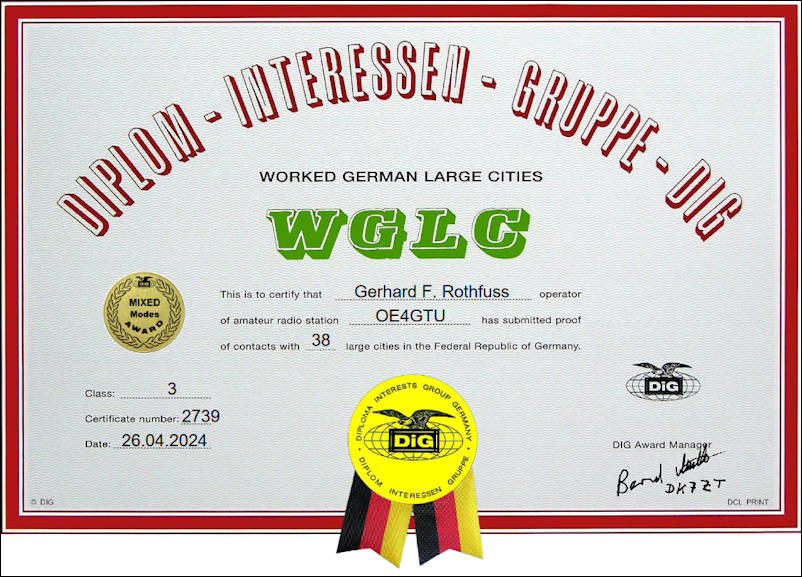 DIPLOM - INTERESSEN - GRUPPE - DIG
WORKED GERMAN LARGE CITIES
WGLC
MIXED
Modes
AWARD
DIG
This is to certify that Gerhard F. Rothfuss operator
of amateur radio station OE4GTU has submitted proof
of contacts with 38 large cities in the Federal Republic of Germany.
Class: 3
Certificate number: 2739
Date: 26.04.2024
DIPLOMA INTERESTS GROUP GERMANY
DIG
DIPLOM INTERESSEN GRUPPE
DIG
DIG Award Manager
Bernd
DK7ZT
© DIG
DCL PRINT